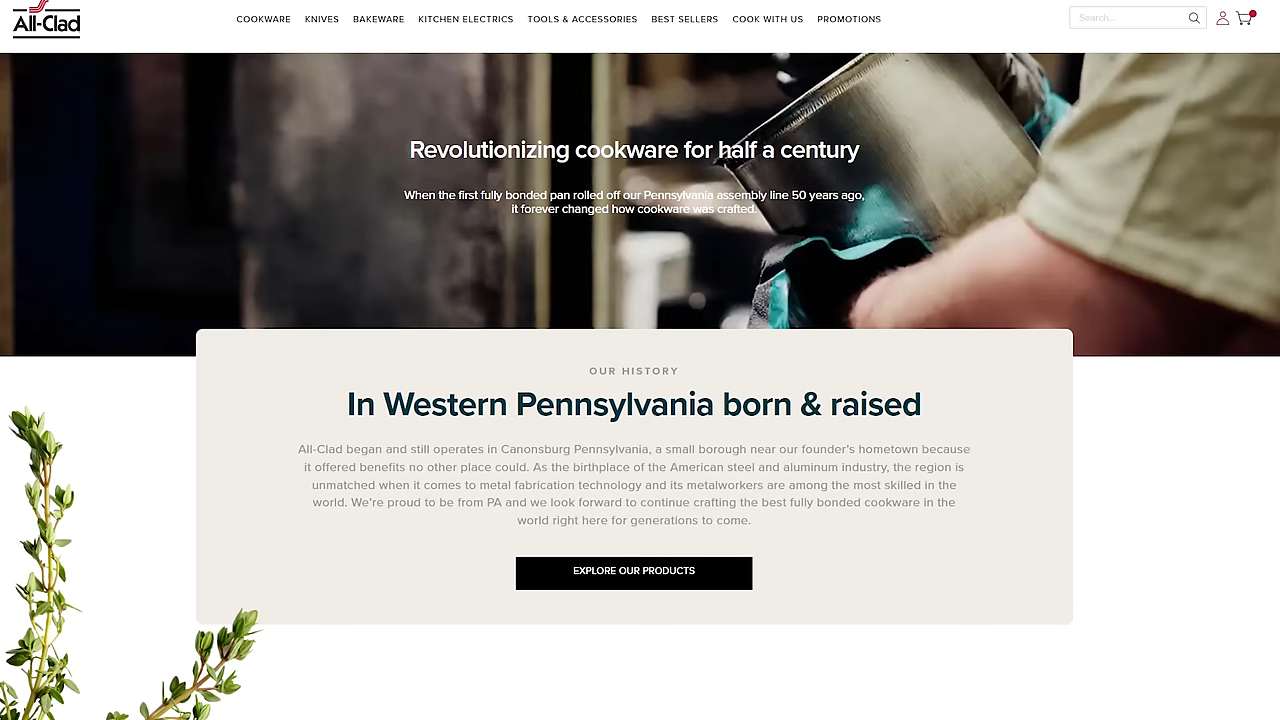 All-Clad
COOKWARE KNIVES BAKEWARE KITCHEN ELECTRICS TOOLS & ACCESSORIES BEST SELLERS COOK WITH US PROMOTIONS
Search...
Revolutionizing cookware for half a century
When the first fully bonded pan rolled off our Pennsylvania assembly line 50 years ago,
it forever changed how cookware was crafted.
OUR HISTORY
In Western Pennsylvania born & raised
All-Clad began and still operates in Canonsburg Pennsylvania, a small borough near our founder's hometown because
it offered benefits no other place could. As the birthplace of the American steel and aluminum industry, the region is
unmatched when it comes to metal fabrication technology and its metalworkers are among the most skilled in the
world. We're proud to be from PA and we look forward to continue crafting the best fully bonded cookware in the
world right here for generations to come.
EXPLORE OUR PRODUCTS